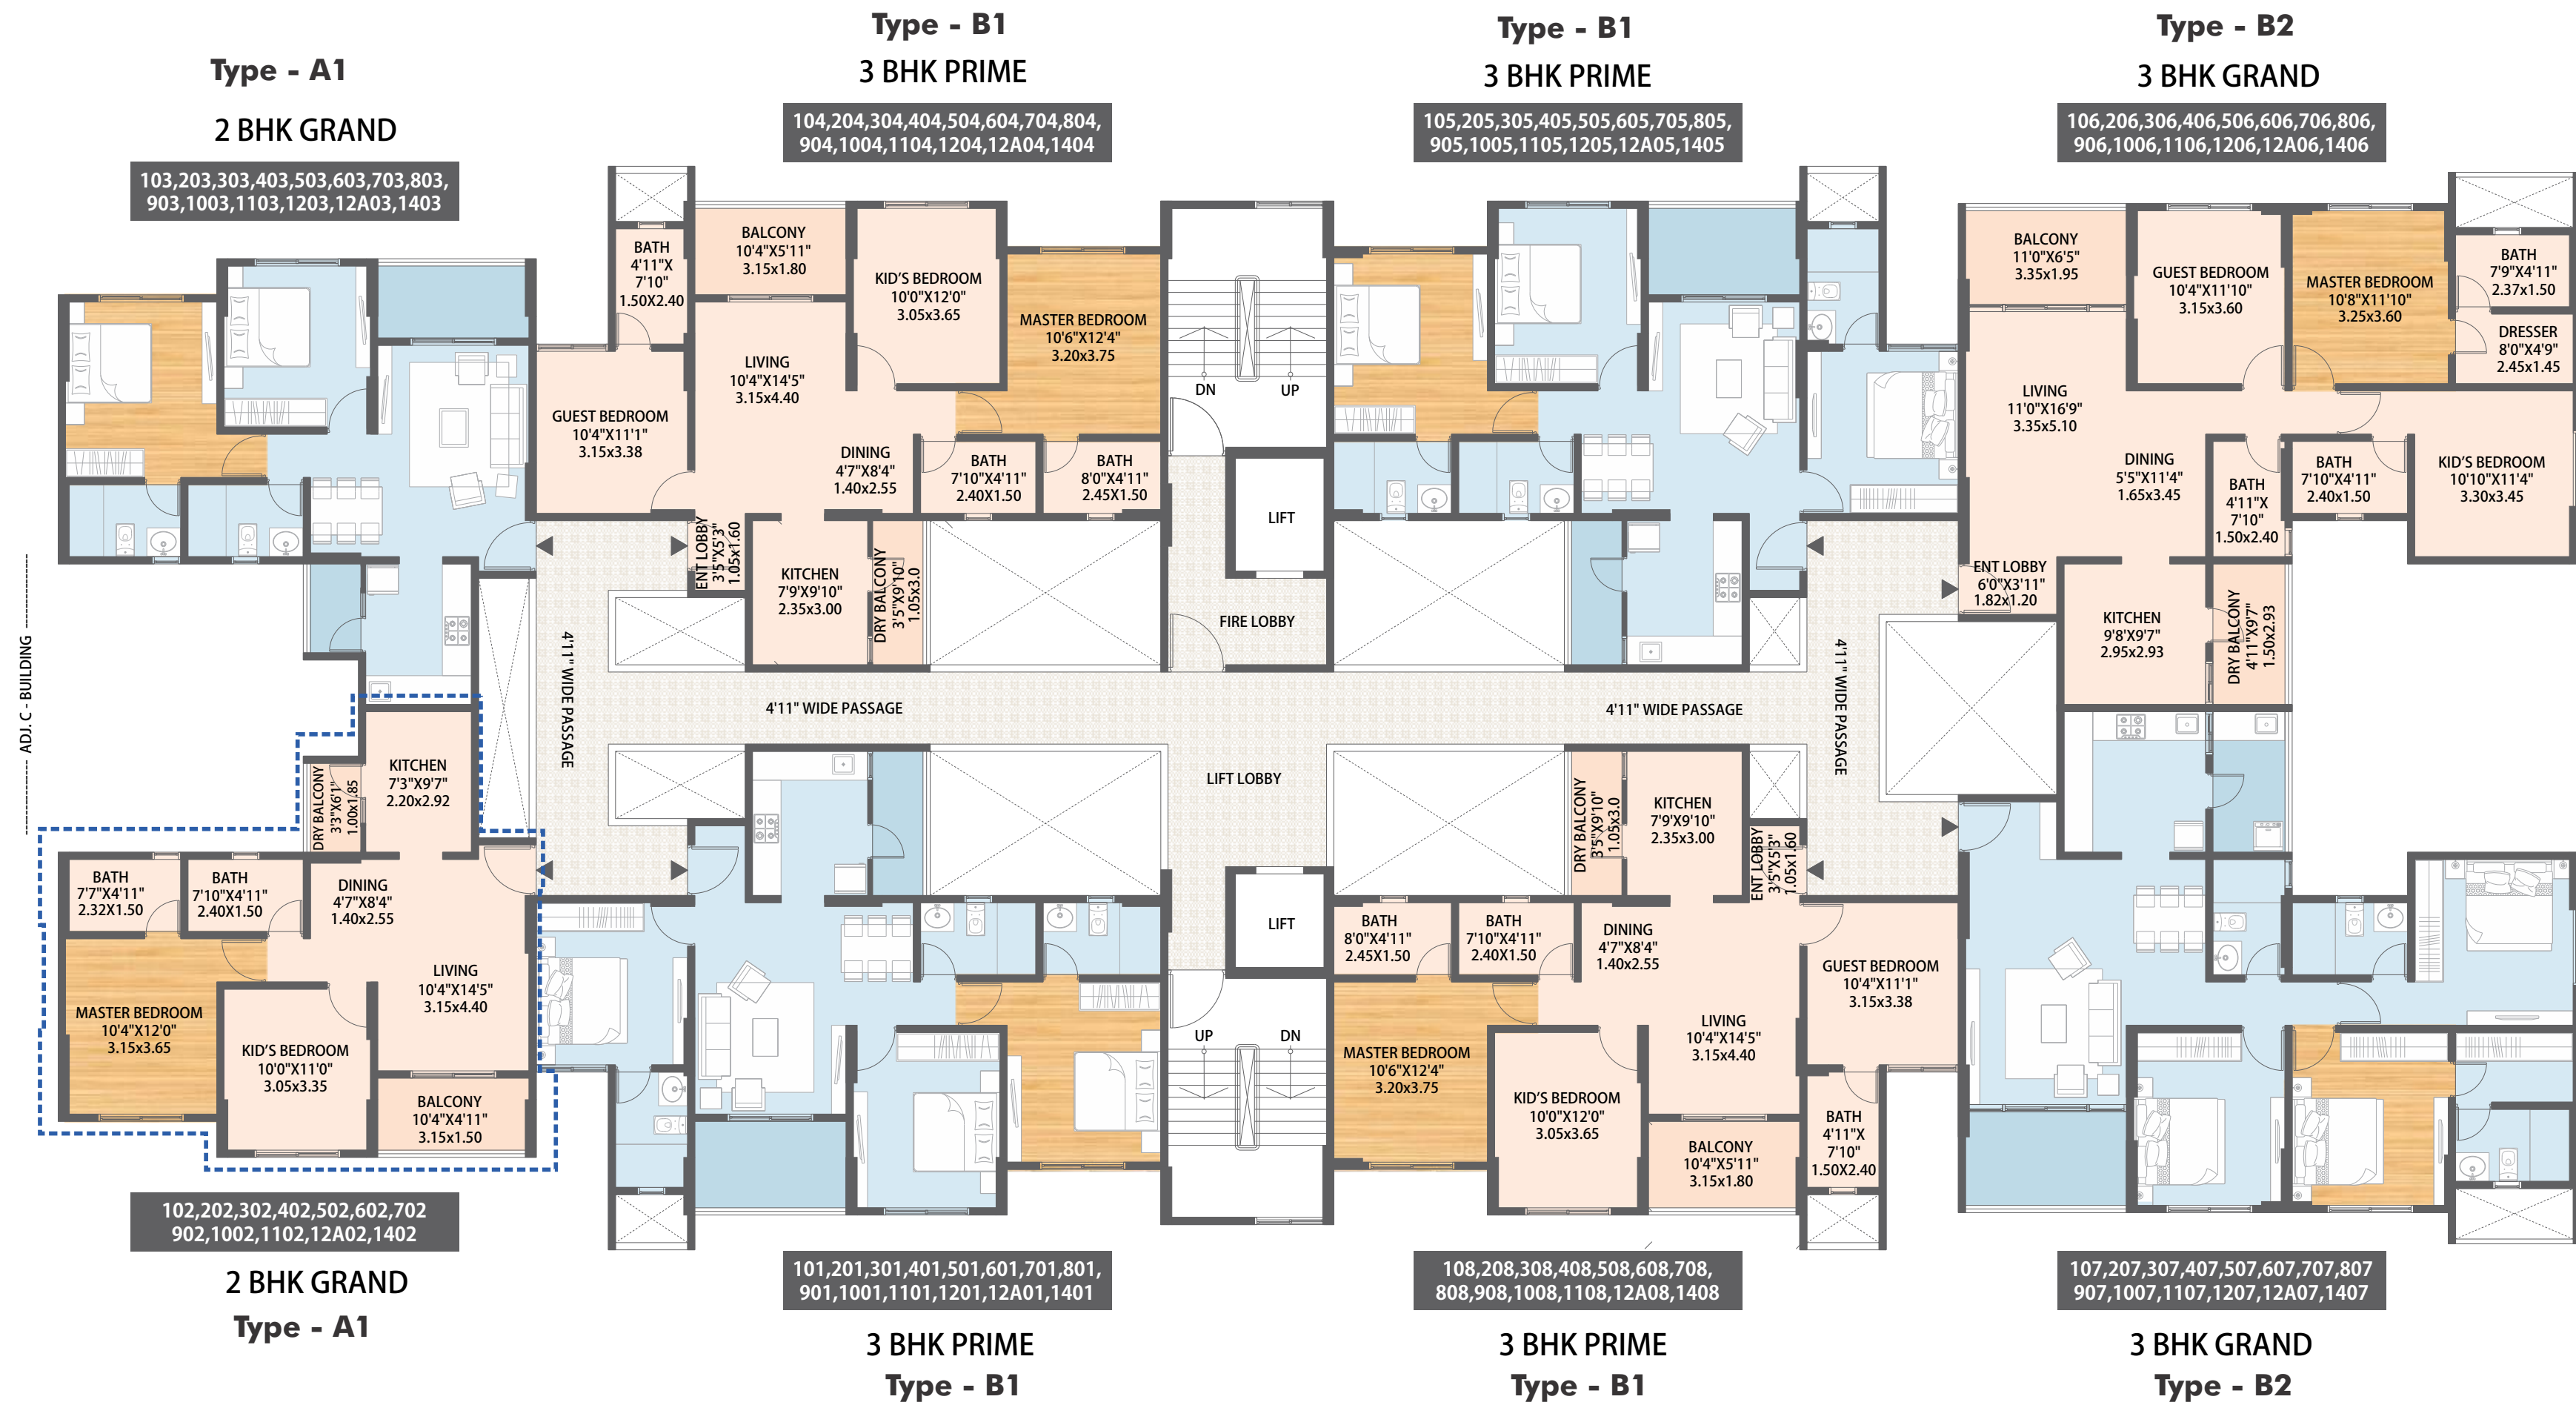 Type - A1
2 BHK GRAND
103,203,303,403,503,603,703,803,
903,1003,1103,1203,12A03,1403
Type - B1
3 BHK PRIME
104,204,304,404,504,604,704,804,
904,1004,1104,1204,12A04,1404
Type - B1
3 BHK PRIME
105,205,305,405,505,605,705,805,
905,1005,1105,1205,12A05,1405
Type - B2
3 BHK GRAND
106,206,306,406,506,606,706,806,
906,1006,1106,1206,12A06,1406
BATH
4'11"X
7'10"
1.50X2.40
BALCONY
10'4"X5'11"
3.15x1.80
KID'S BEDROOM
10'0"X12'0"
3.05x3.65
MASTER BEDROOM
10'6"X12'4"
3.20x3.75
LIVING
10'4"X14'5"
3.15x4.40
GUEST BEDROOM
10'4"X11'1"
3.15x3.38
DINING
4'7"X8'4"
1.40x2.55
BATH
7'10"X4'11"
2.40X1.50
BATH
8'0"X4'11"
2.45X1.50
ENT LOBBY
3'5"X5'3"
1.05x1.60
KITCHEN
7'9"X9'10"
2.35x3.00
DRY BALCONY
3'5"X9'10"
1.05x3.0
DN
UP
LIFT
FIRE LOBBY
BALCONY
11'0"X6'5"
3.35x1.95
GUEST BEDROOM
10'4"X11'10"
3.15x3.60
MASTER BEDROOM
10'8"X11'10"
3.25x3.60
BATH
7'9"X4'11"
2.37x1.50
DRESSER
8'0"X4'9"
2.45x1.45
LIVING
11'0"X16'9"
3.35x5.10
DINING
5'5"X11'4"
1.65x3.45
BATH
4'11"X
7'10"
1.50x2.40
BATH
7'10"X4'11"
2.40x1.50
KID'S BEDROOM
10'10"X11'4"
3.30x3.45
ENT LOBBY
6'0"X3'11"
1.82x1.20
KITCHEN
9'8"X9'7"
2.95x2.93
DRY BALCONY
4'11"X9'7"
1.50x2.93
ADJ. C - BUILDING
4'11" WIDE PASSAGE
4'11" WIDE PASSAGE
4'11" WIDE PASSAGE
4'11" WIDE PASSAGE
LIFT LOBBY
KITCHEN
7'3"X9'7"
2.20x2.92
DRY BALCONY
3'3"X6'1"
1.00x1.85
BATH
7'7"X4'11"
2.32X1.50
BATH
7'10"X4'11"
2.40X1.50
DINING
4'7"X8'4"
1.40x2.55
LIVING
10'4"X14'5"
3.15x4.40
MASTER BEDROOM
10'4"X12'0"
3.15x3.65
KID'S BEDROOM
10'0"X11'0"
3.05x3.35
BALCONY
10'4"X4'11"
3.15x1.50
LIFT
UP
DN
DRY BALCONY
3'5"X9'10"
1.05x3.0
KITCHEN
7'9"X9'10"
2.35x3.00
ENT LOBBY
3'5"X5'3"
1.05x1.60
BATH
8'0"X4'11"
2.45X1.50
BATH
7'10"X4'11"
2.40X1.50
DINING
4'7"X8'4"
1.40x2.55
GUEST BEDROOM
10'4"X11'1"
3.15x3.38
LIVING
10'4"X14'5"
3.15x4.40
MASTER BEDROOM
10'6"X12'4"
3.20x3.75
KID'S BEDROOM
10'0"X12'0"
3.05x3.65
BALCONY
10'4"X5'11"
3.15x1.80
BATH
4'11"X
7'10"
1.50X2.40
102,202,302,402,502,602,702
902,1002,1102,12A02,1402
2 BHK GRAND
Type - A1
101,201,301,401,501,601,701,801,
901,1001,1101,1201,12A01,1401
3 BHK PRIME
Type - B1
108,208,308,408,508,608,708,
808,908,1008,1108,12A08,1408
3 BHK PRIME
Type - B1
107,207,307,407,507,607,707,807
907,1007,1107,1207,12A07,1407
3 BHK GRAND
Type - B2